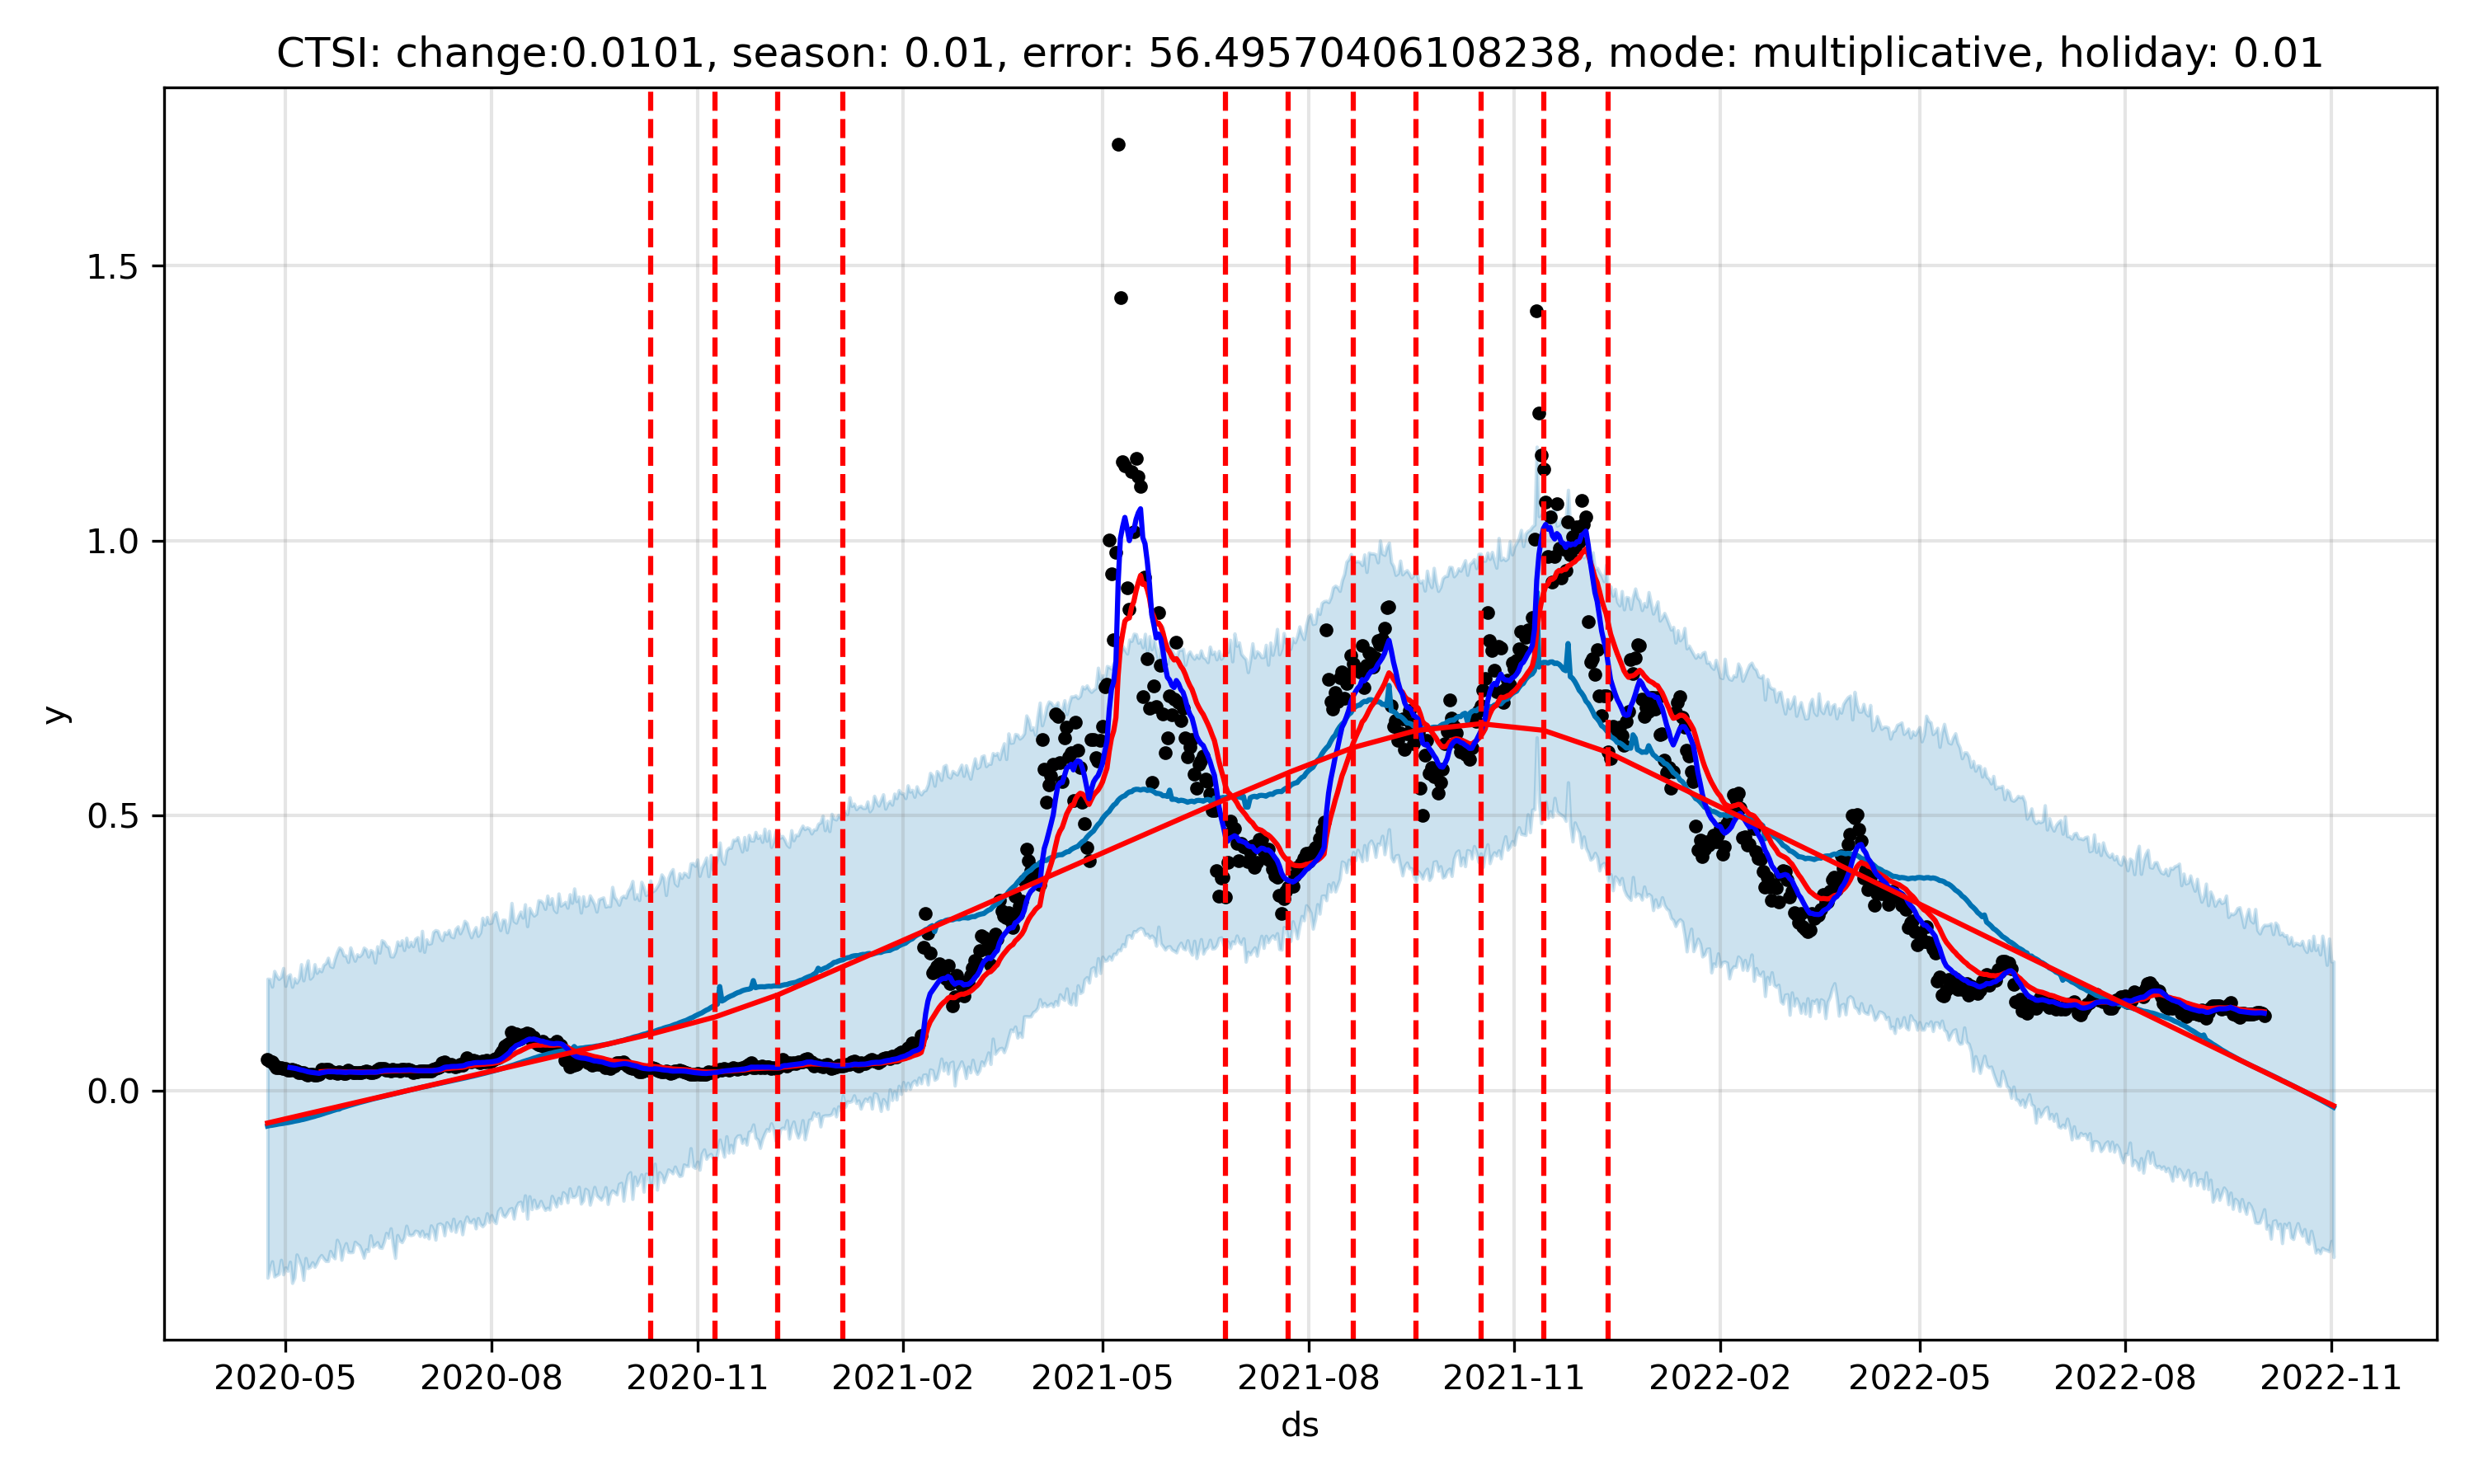 CTSI: change:0.0101, season: 0.01, error: 56.49570406108238, mode: multiplicative, holiday: 0.01
y
1.5
1.0
0.5
0.0
2020-05 2020-08 2020-11 2021-02 2021-05 2021-08 2021-11 2022-02 2022-05 2022-08 2022-11
ds